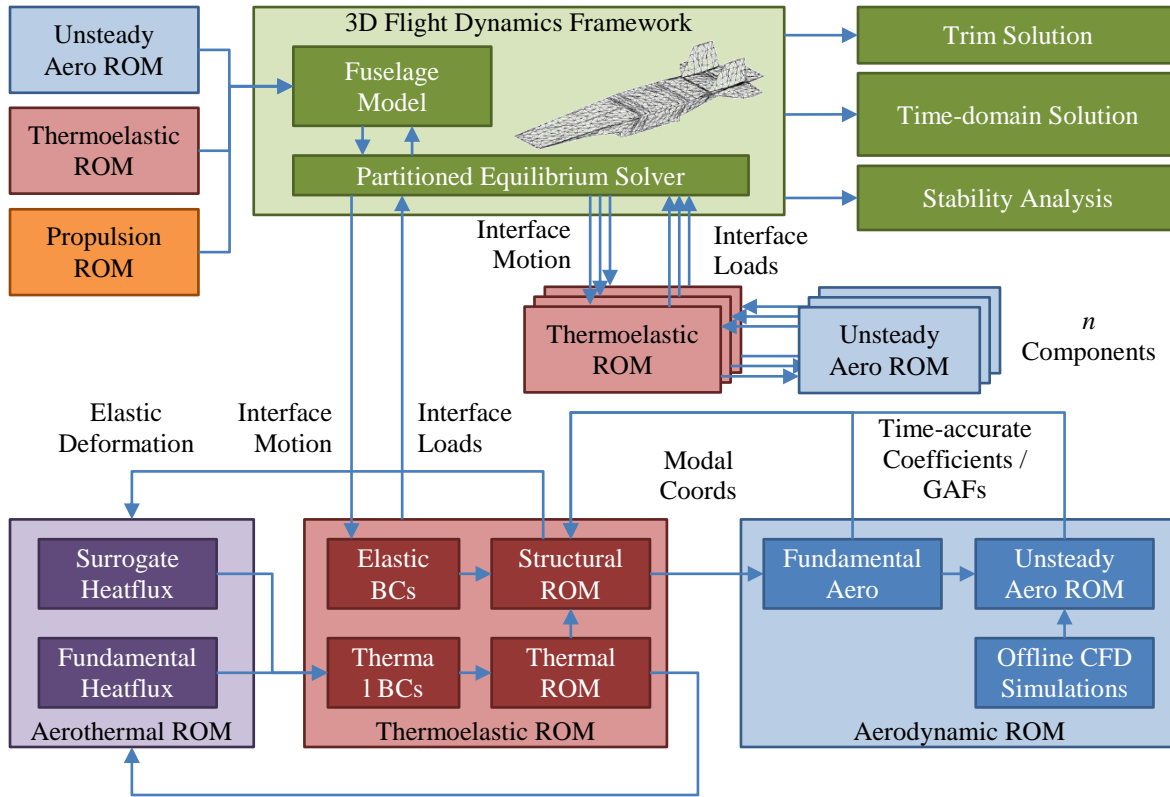 Unsteady
Aero ROM
Thermoelastic
ROM
Propulsion
ROM
3D Flight Dynamics Framework
Fuselage
Model
Partitioned Equilibrium Solver
Trim Solution
Time-domain Solution
Stability Analysis
Interface
Motion
Interface
Loads
Thermoelastic
ROM
Unsteady
Aero ROM
n
Components
Elastic
Deformation
Interface
Motion
Interface
Loads
Modal
Coords
Time-accurate
Coefficients /
GAFs
Surrogate
Heatflux
Fundamental
Heatflux
Aerothermal ROM
Elastic
BCs
Structural
ROM
Therma
l BCs
Thermal
ROM
Thermoelastic ROM
Fundamental
Aero
Unsteady
Aero ROM
Offline CFD
Simulations
Aerodynamic ROM